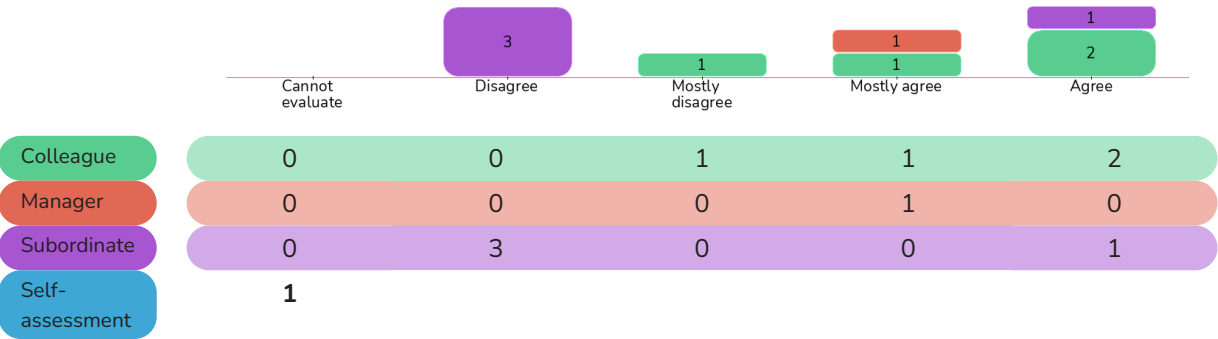 1
1
3
1
1
1
2
Cannot
evaluate
Disagree
Mostly
disagree
Mostly agree
Agree
Colleague 0 0 1 1 2
Manager 0 0 0 1 0
Subordinate 0 3 0 0 1
Self-
assessment
1